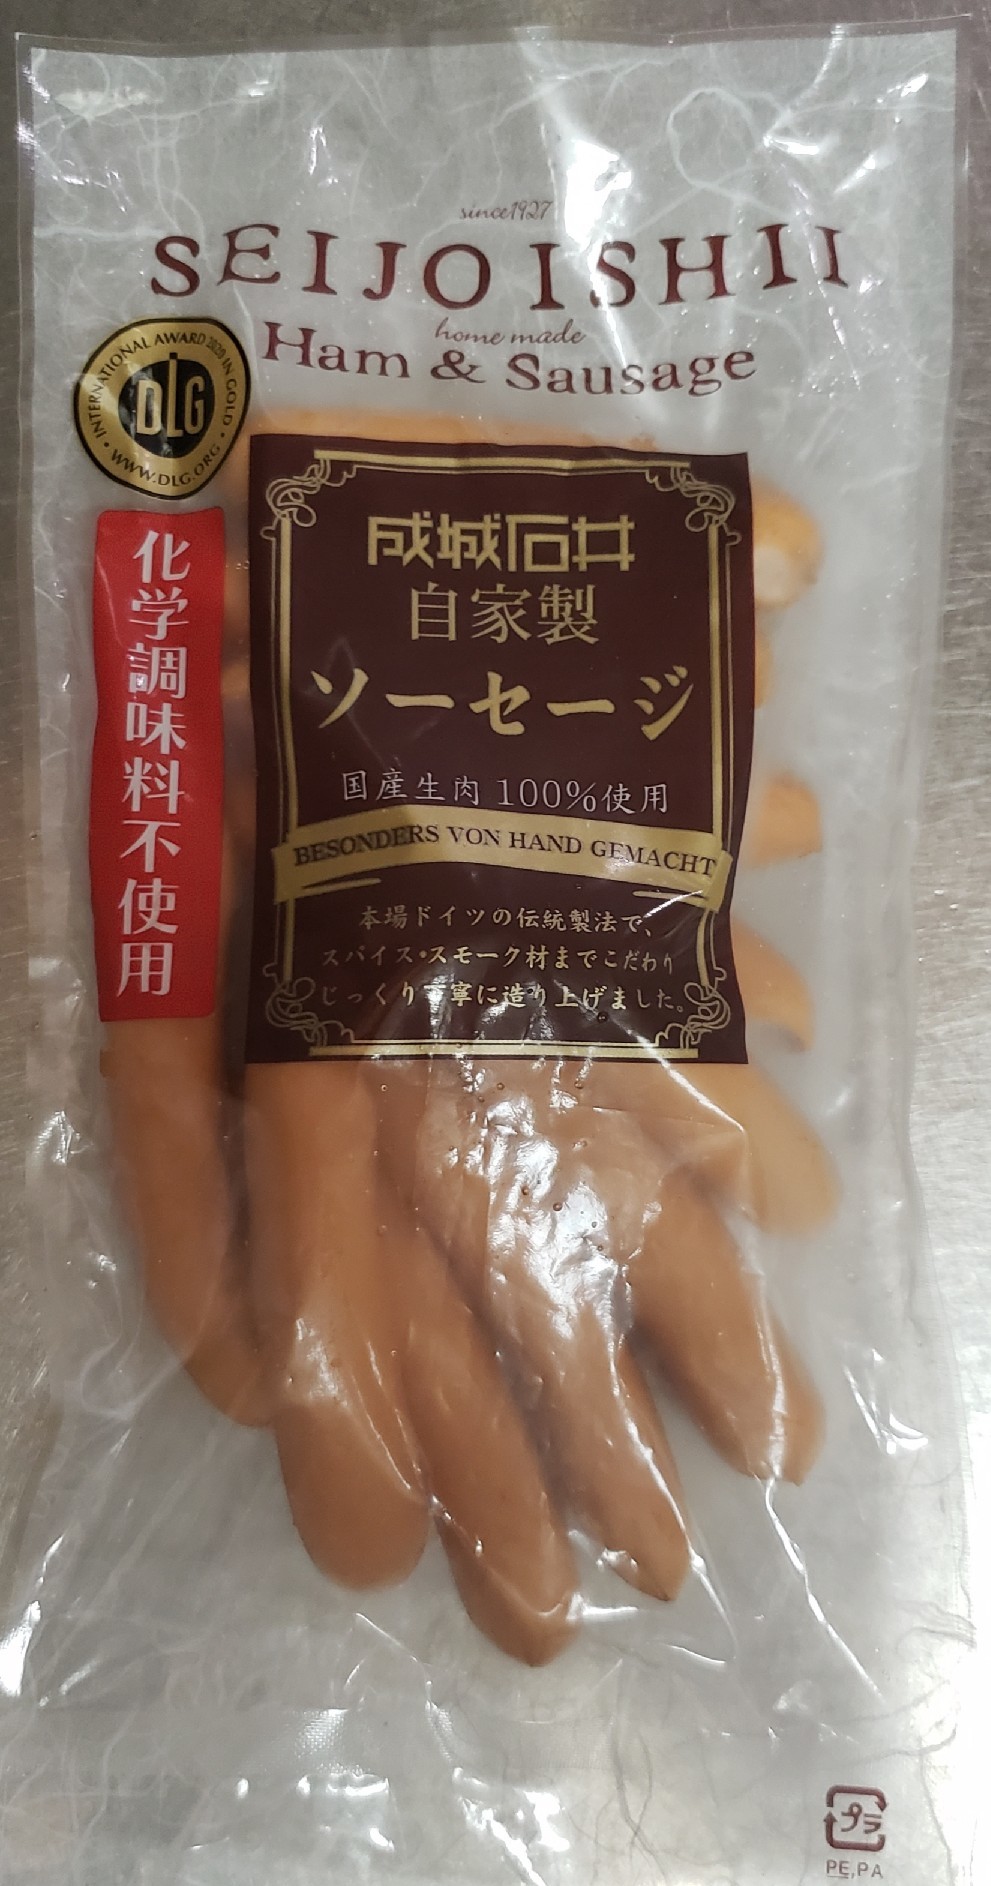 since1927
SEIJO ISHII
home made
Ham & Sausage
INTERNATIONAL AWARD 2020 IN GOLD
DLG
WWW.DLG.ORG
化学調味料不使用
成城石井
自家製
ソーセージ
国産生肉 100%使用
BESONDERS VON HAND GEMACHT
本場ドイツの伝統製法で、
スパイス・スモーク材までこだわり
じっくり丁寧に造り上げました。
プラ
PE,PA